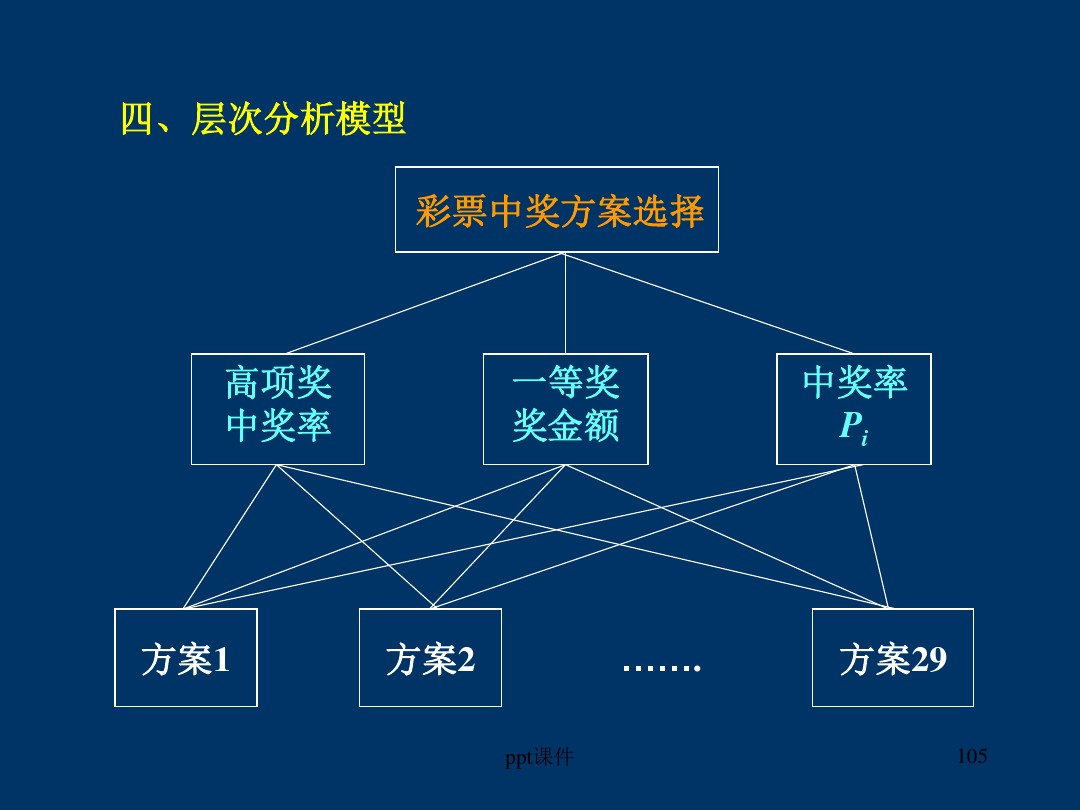 四、层次分析模型
彩票中奖方案选择
高项奖
中奖率
一等奖
奖金额
中奖率
Pi
方案1
方案2
…….
方案29
ppt课件
105